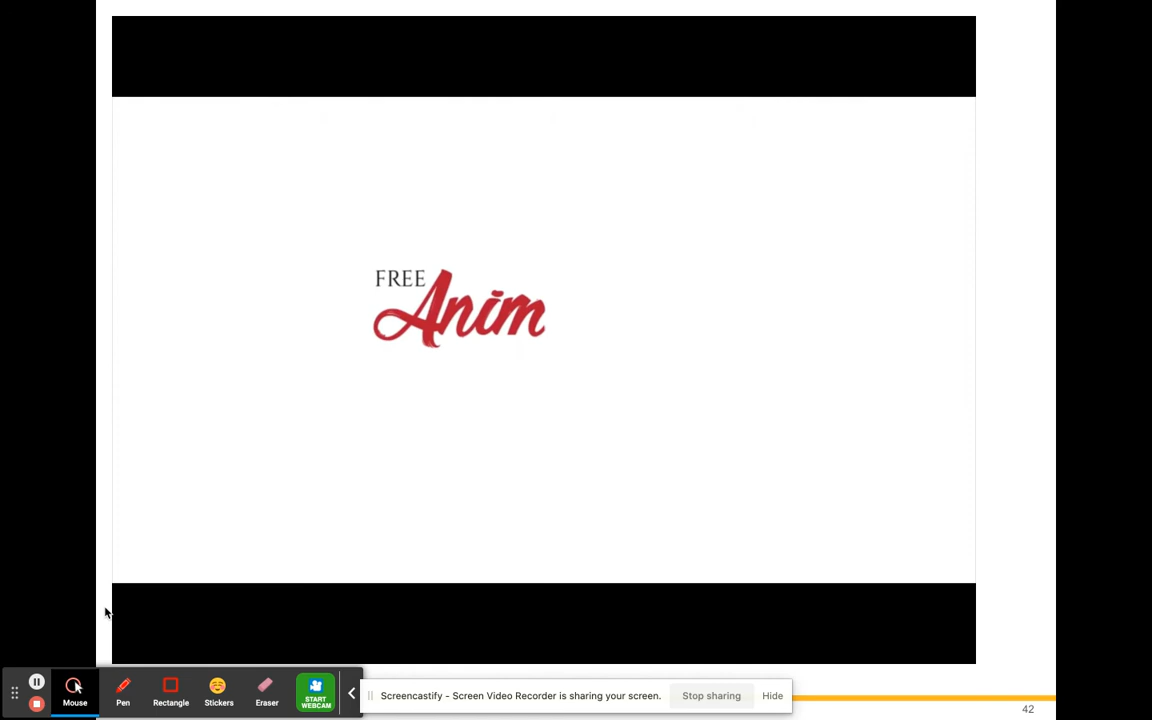 FREE
Anim
Mouse
Pen
Rectangle
Stickers
Eraser
START
WEBCAM
Screencastify - Screen Video Recorder is sharing your screen.
Stop sharing
Hide
42